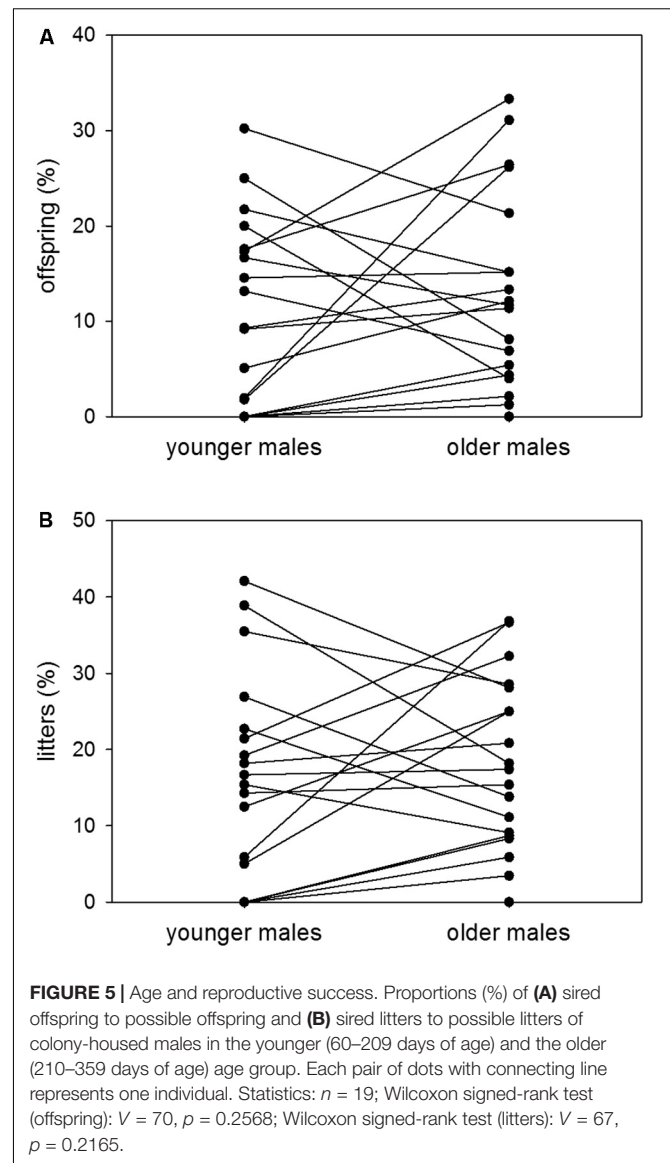 A
40
30
20
10
0
offspring (%)
younger males
older males
B
50
40
30
20
10
0
litters (%)
younger males
older males
FIGURE 5 | Age and reproductive success. Proportions (%) of (A) sired
offspring to possible offspring and (B) sired litters to possible litters of
colony-housed males in the younger (60–209 days of age) and the older
(210–359 days of age) age group. Each pair of dots with connecting line
represents one individual. Statistics: n = 19; Wilcoxon signed-rank test
(offspring): V = 70, p = 0.2568; Wilcoxon signed-rank test (litters): V = 67,
p = 0.2165.